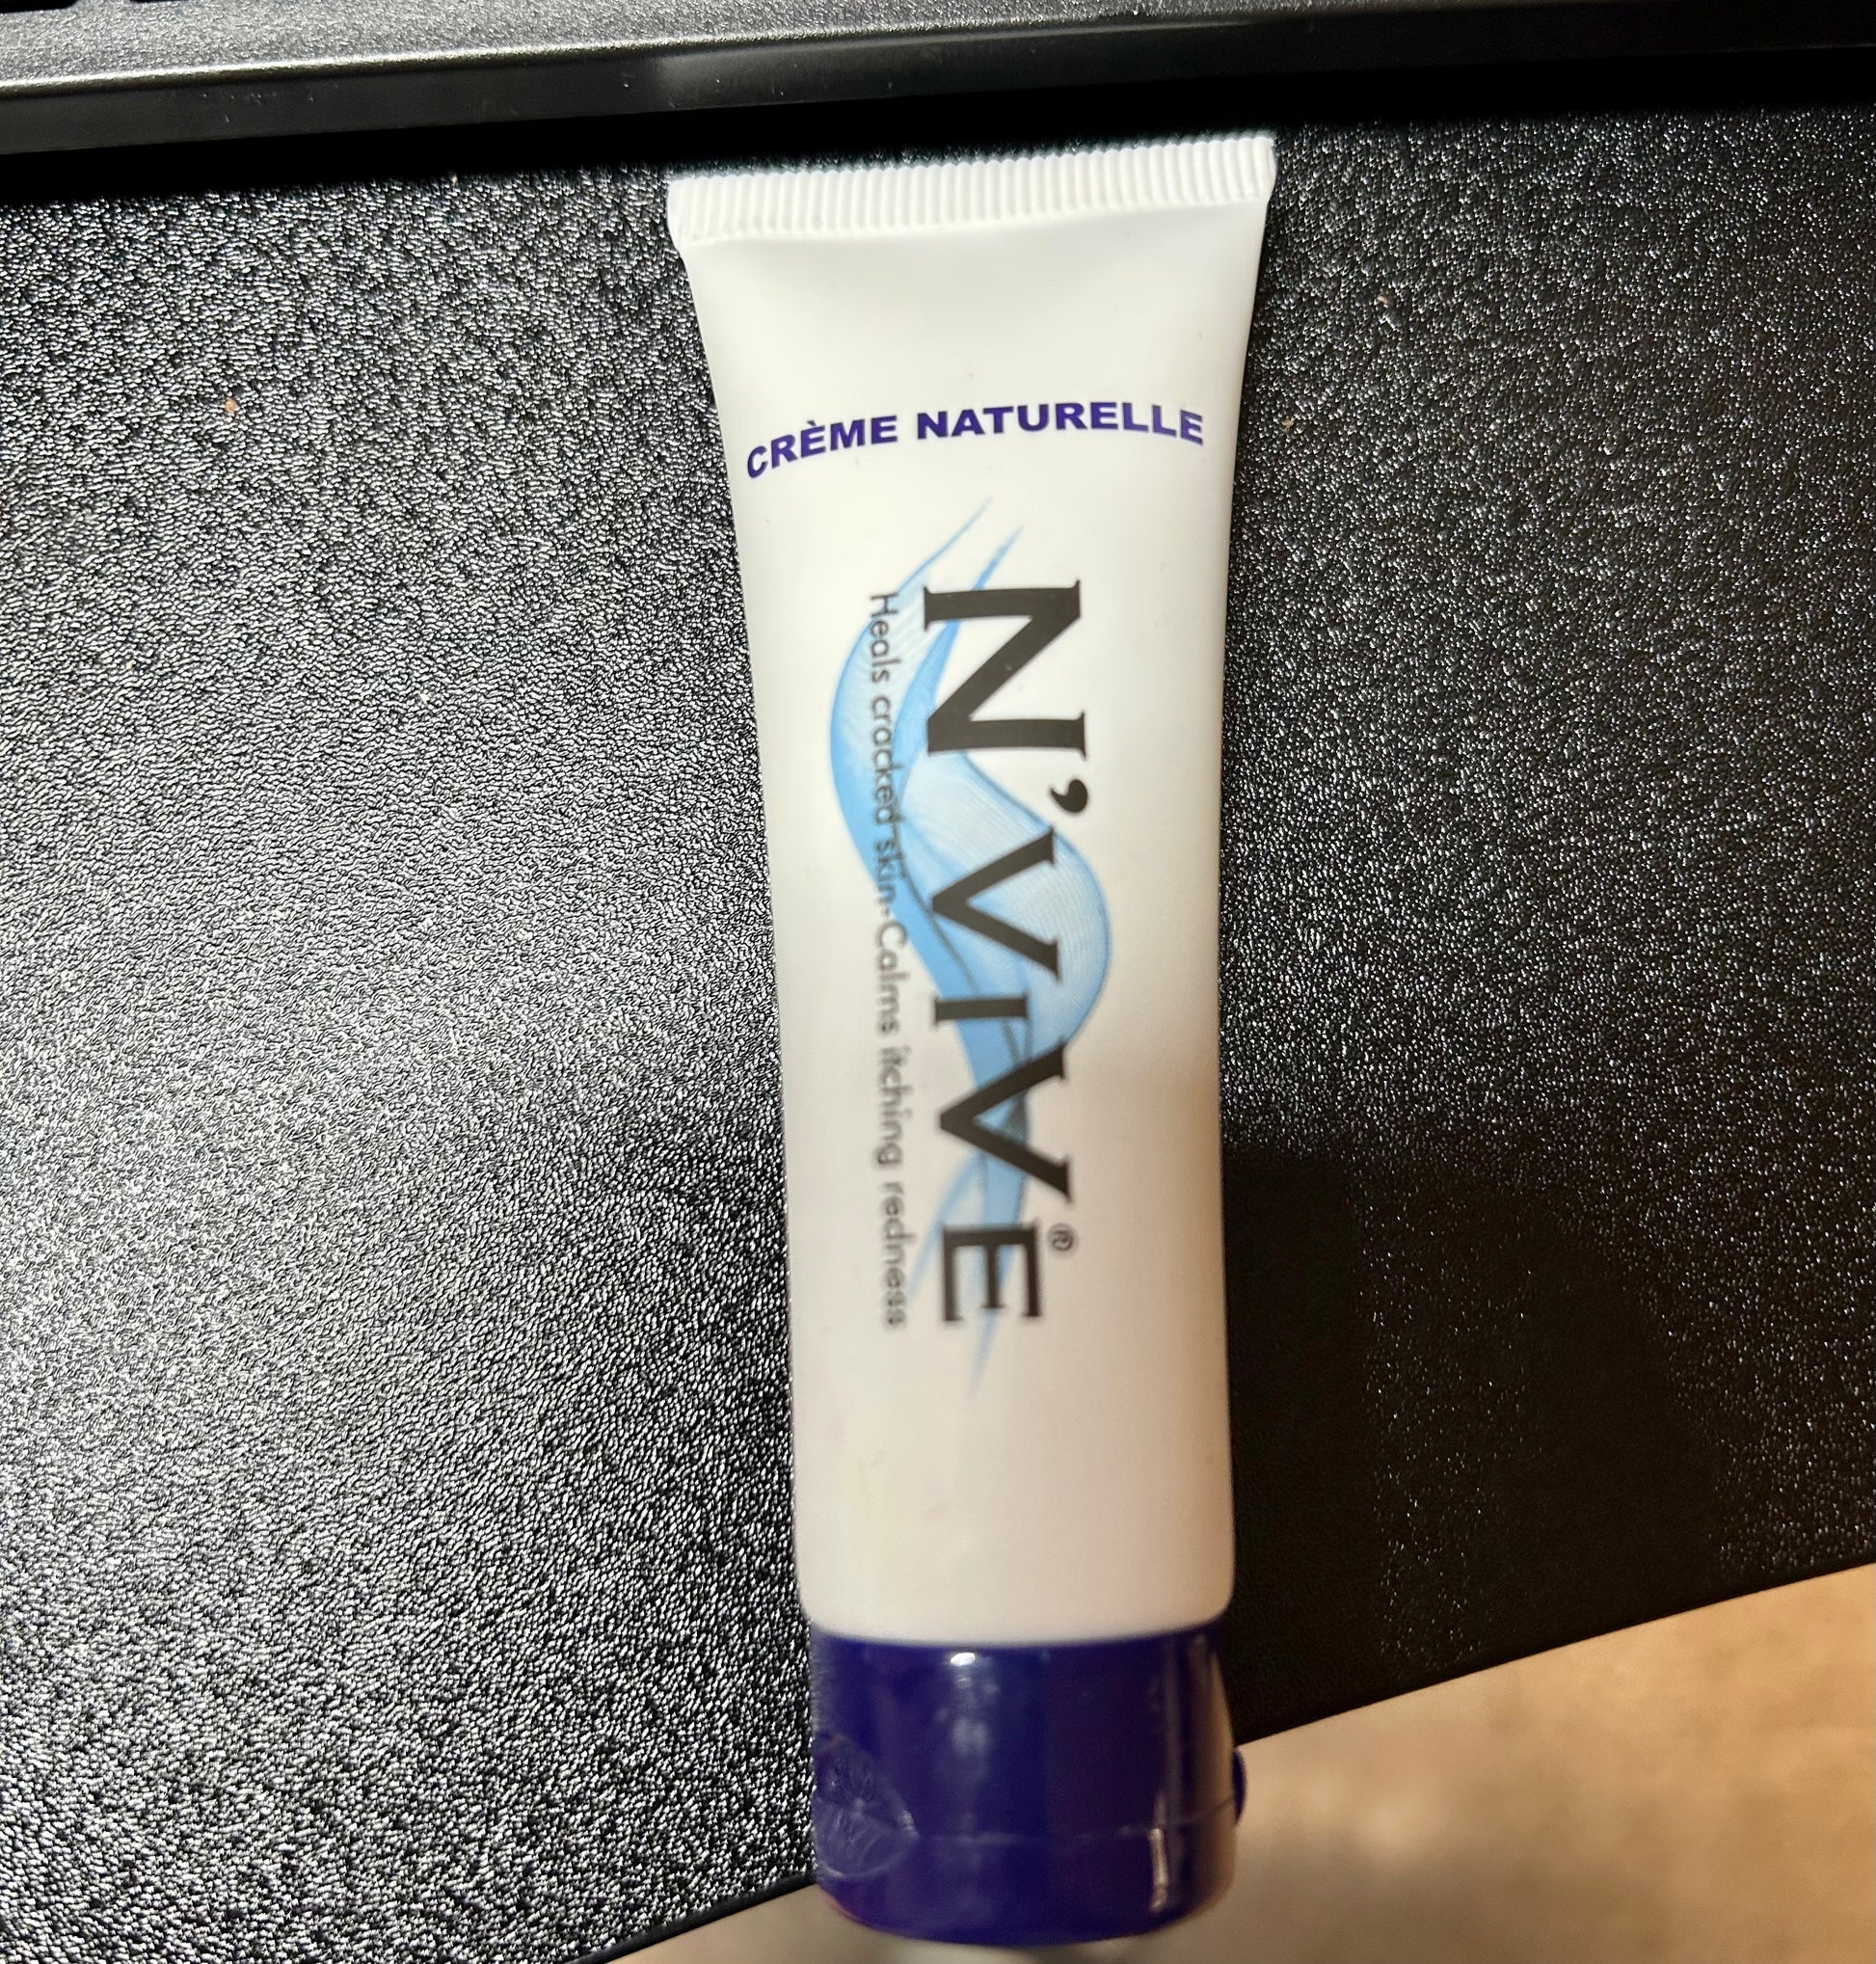 CRÈME NATURELLE
N'VIVE®
Heals cracked skin-Calms itching redness